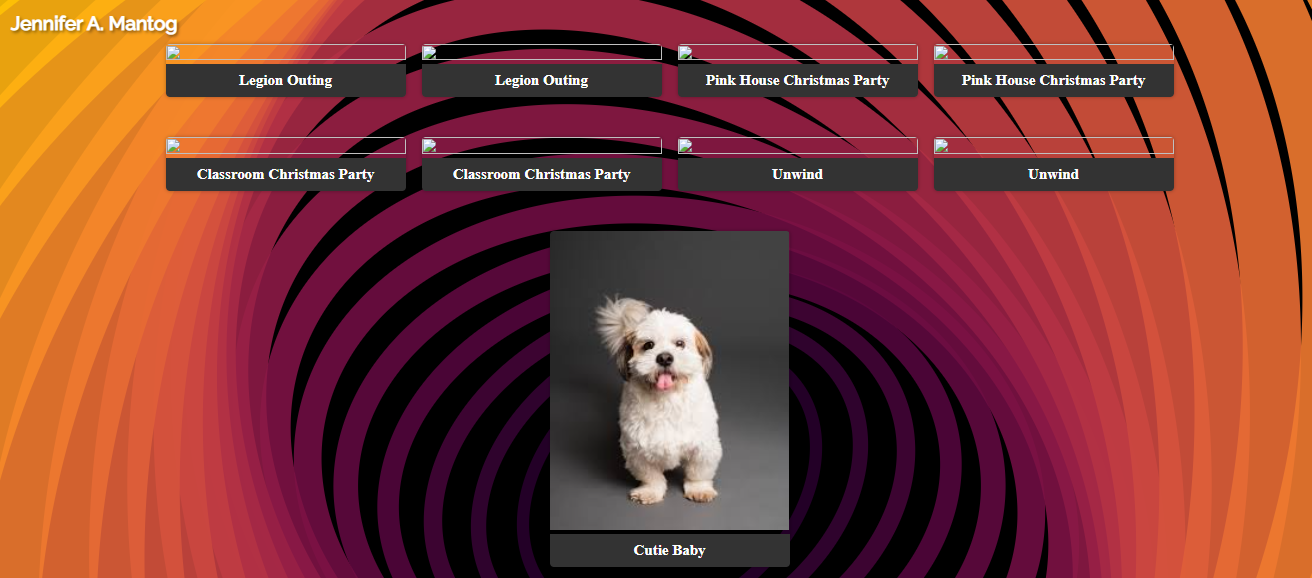 Jennifer A. Mantog
Legion Outing
Legion Outing
Pink House Christmas Party
Pink House Christmas Party
Classroom Christmas Party
Classroom Christmas Party
Unwind
Unwind
Cutie Baby